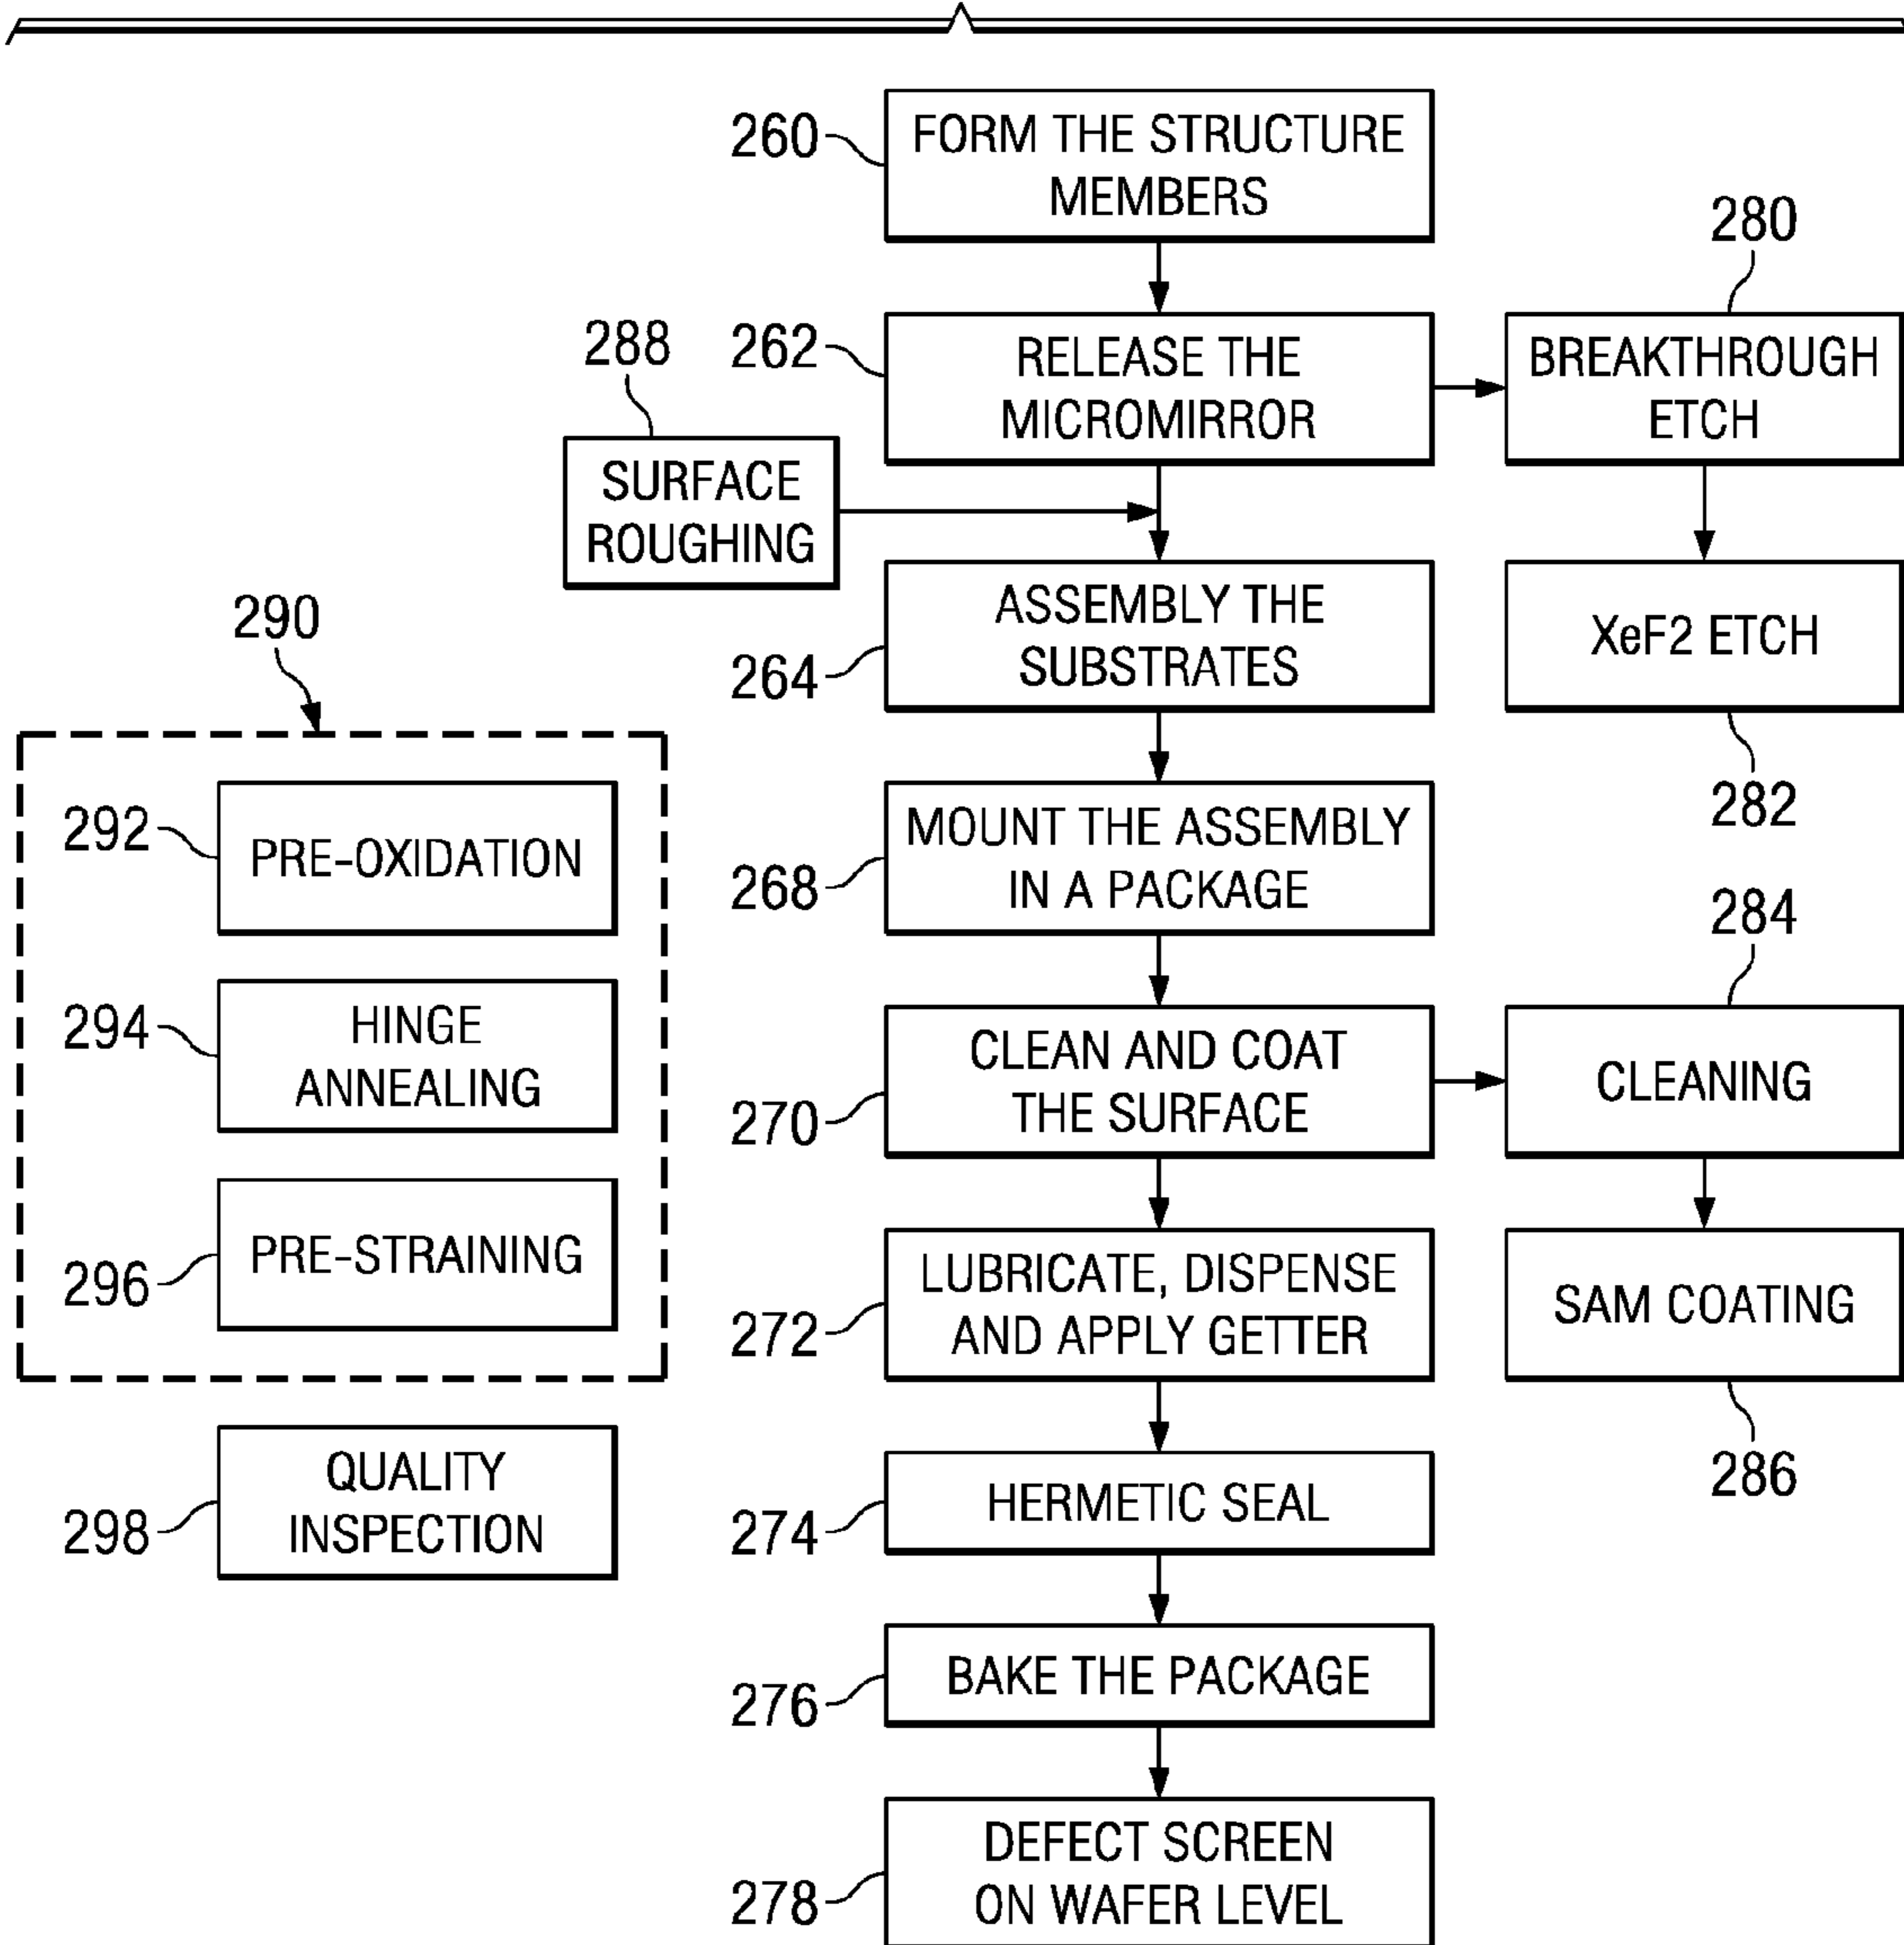 260
FORM THE STRUCTURE
MEMBERS
280
288
262
RELEASE THE
MICROMIRROR
BREAKTHROUGH
ETCH
SURFACE
ROUGHING
290
264
ASSEMBLY THE
SUBSTRATES
XeF2 ETCH
282
292
PRE-OXIDATION
268
MOUNT THE ASSEMBLY
IN A PACKAGE
284
294
HINGE
ANNEALING
270
CLEAN AND COAT
THE SURFACE
CLEANING
296
PRE-STRAINING
272
LUBRICATE, DISPENSE
AND APPLY GETTER
SAM COATING
286
298
QUALITY
INSPECTION
274
HERMETIC SEAL
276
BAKE THE PACKAGE
278
DEFECT SCREEN
ON WAFER LEVEL